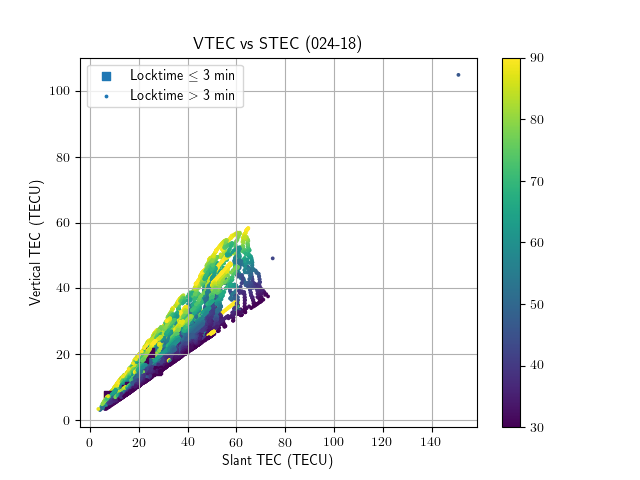 VTEC vs STEC (024-18)
Locktime ≤ 3 min
Locktime > 3 min
Vertical TEC (TECU)
100
80
60
40
20
0
0 20 40 60 80 100 120 140
Slant TEC (TECU)
90
80
70
60
50
40
30